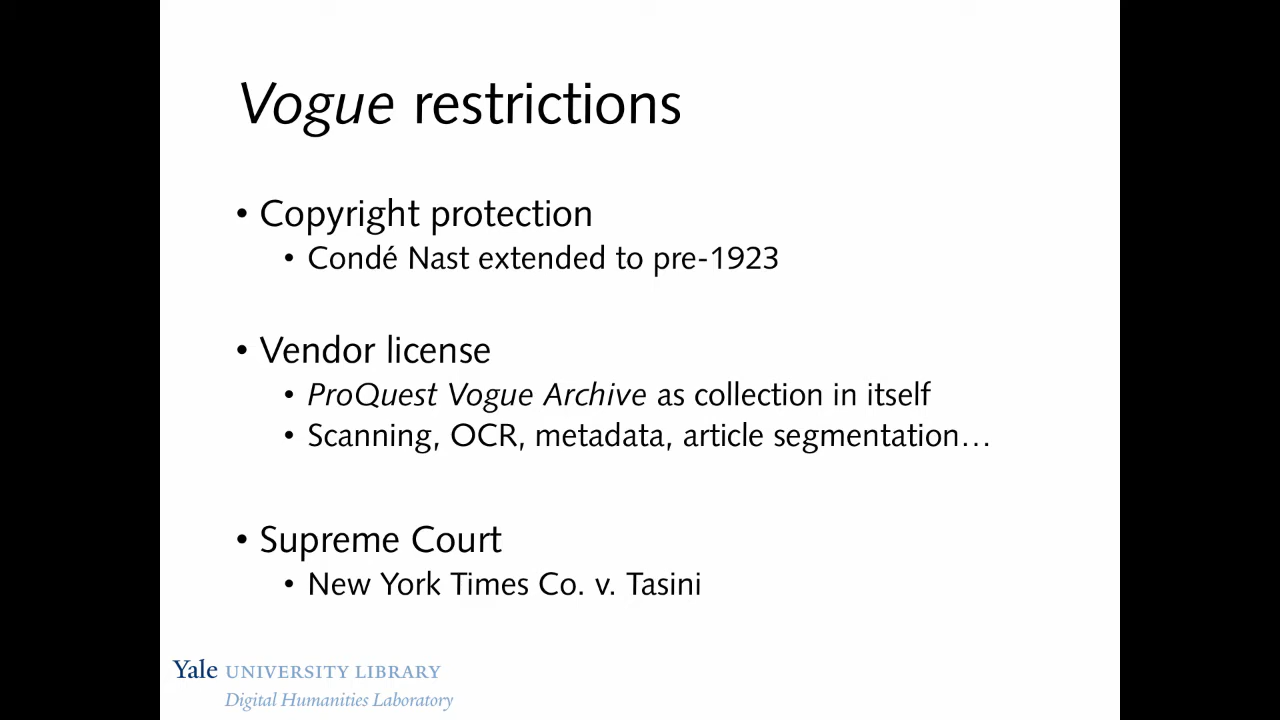 Vogue restrictions
• Copyright protection
• Condé Nast extended to pre-1923
• Vendor license
• ProQuest Vogue Archive as collection in itself
• Scanning, OCR, metadata, article segmentation…
• Supreme Court
• New York Times Co. v. Tasini
Yale UNIVERSITY LIBRARY
Digital Humanities Laboratory